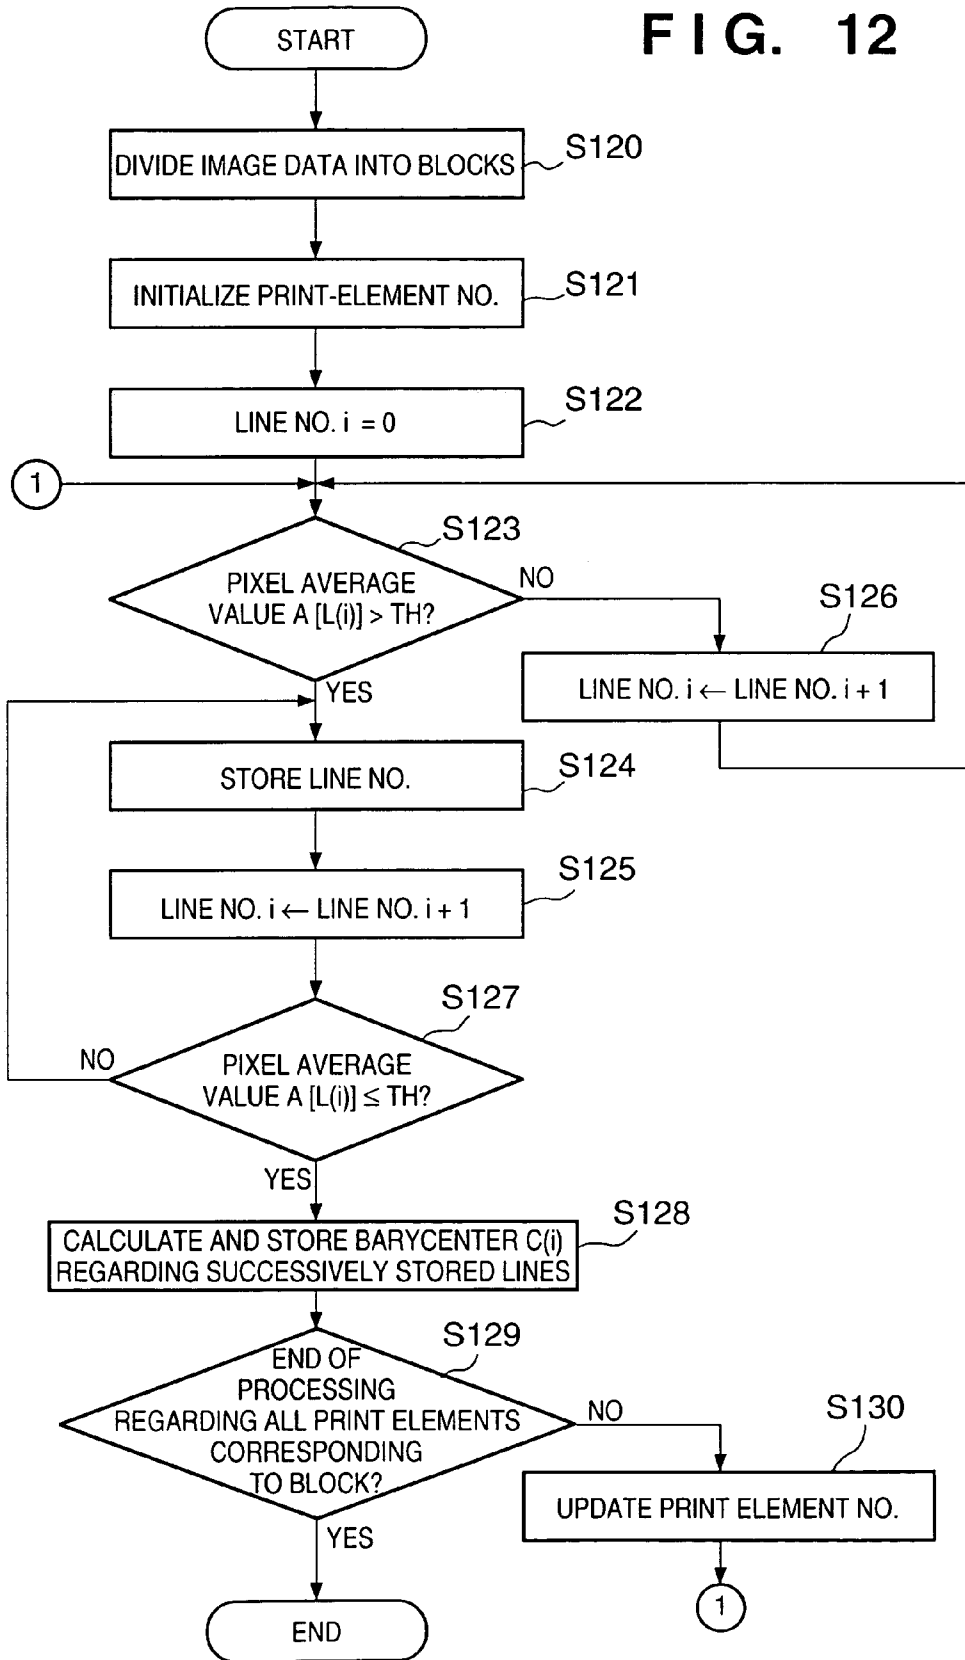 FIG. 12
START
DIVIDE IMAGE DATA INTO BLOCKS
S120
INITIALIZE PRINT-ELEMENT NO.
S121
LINE NO. i = 0
S122
1
S123
PIXEL AVERAGE
VALUE A [L(i)] > TH?
NO
YES
S126
LINE NO. i ← LINE NO. i + 1
STORE LINE NO.
S124
LINE NO. i ← LINE NO. i + 1
S125
S127
PIXEL AVERAGE
VALUE A [L(i)] ≤ TH?
NO
YES
CALCULATE AND STORE BARYCENTER C(i)
REGARDING SUCCESSIVELY STORED LINES
S128
S129
END OF
PROCESSING
REGARDING ALL PRINT ELEMENTS
CORRESPONDING
TO BLOCK?
NO
YES
S130
UPDATE PRINT ELEMENT NO.
1
END